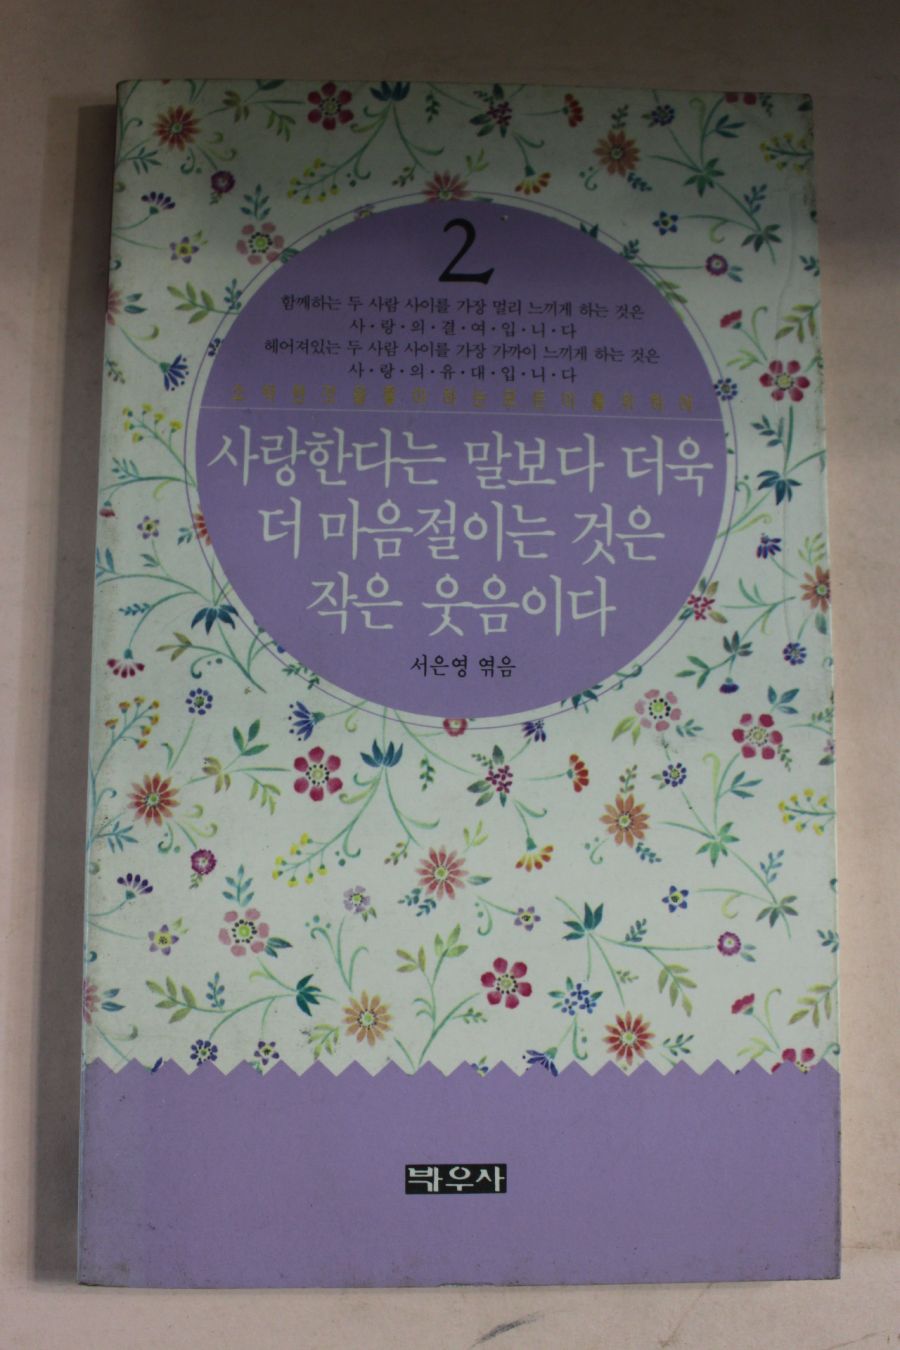 2
함께하는 두 사람 사이를 가장 멀리 느끼게 하는 것은
사·랑·의·결·여·입·니·다
헤어져있는 두 사람 사이를 가장 가까이 느끼게 하는 것은
사·랑·의·유·대·입·니·다
사랑한다는 말보다 더욱
더 마음절이는 것은
작은 웃음이다
서은영 엮음
박우사